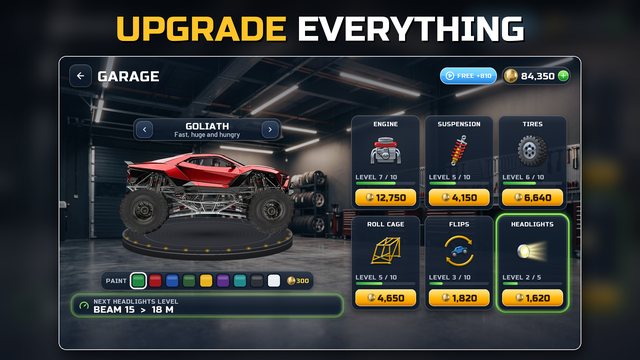 UPGRADE EVERYTHING
GARAGE
FREE +810
84,350
GOLIATH
Fast, huge and hungry
ENGINE
LEVEL 7 / 10
12,750
SUSPENSION
LEVEL 5 / 10
4,150
TIRES
LEVEL 6 / 10
6,640
ROLL CAGE
LEVEL 5 / 10
4,650
FLIPS
LEVEL 3 / 10
1,820
HEADLIGHTS
LEVEL 2 / 5
1,620
PAINT
300
NEXT HEADLIGHTS LEVEL
BEAM 15 > 18 M